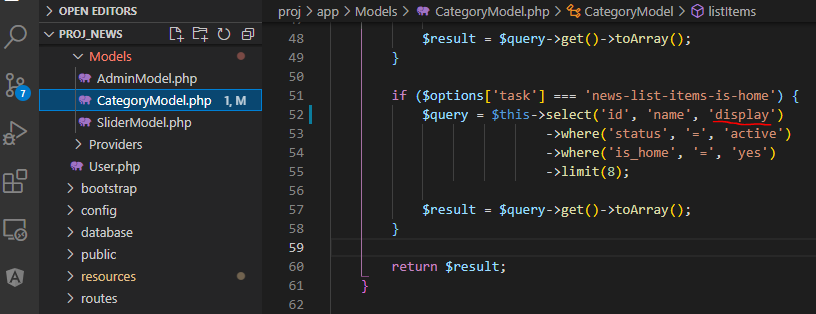 OPEN EDITORS
PROJ_NEWS
Models
AdminModel.php
CategoryModel.php 1, M
SliderModel.php
Providers
User.php
bootstrap
config
database
public
resources
routes
7
proj > app > Models > CategoryModel.php > CategoryModel > listItems
48 $result = $query->get()->toArray();
49 }
50
51 if ($options['task'] === 'news-list-items-is-home') {
52 $query = $this->select('id', 'name', 'display')
53 ->where('status', '=', 'active')
54 ->where('is_home', '=', 'yes')
55 ->limit(8);
56
57 $result = $query->get()->toArray();
58 }
59
60 return $result;
61 }
62